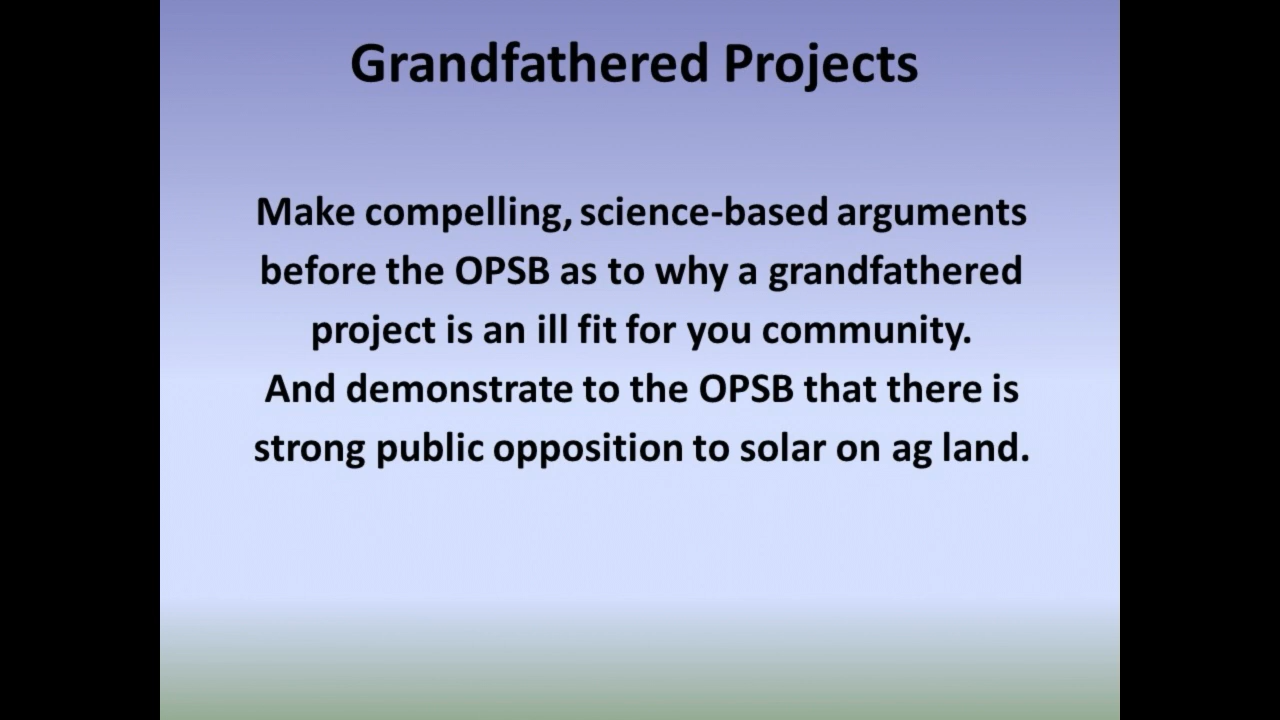 Grandfathered Projects
Make compelling, science-based arguments
before the OPSB as to why a grandfathered
project is an ill fit for you community.
And demonstrate to the OPSB that there is
strong public opposition to solar on ag land.